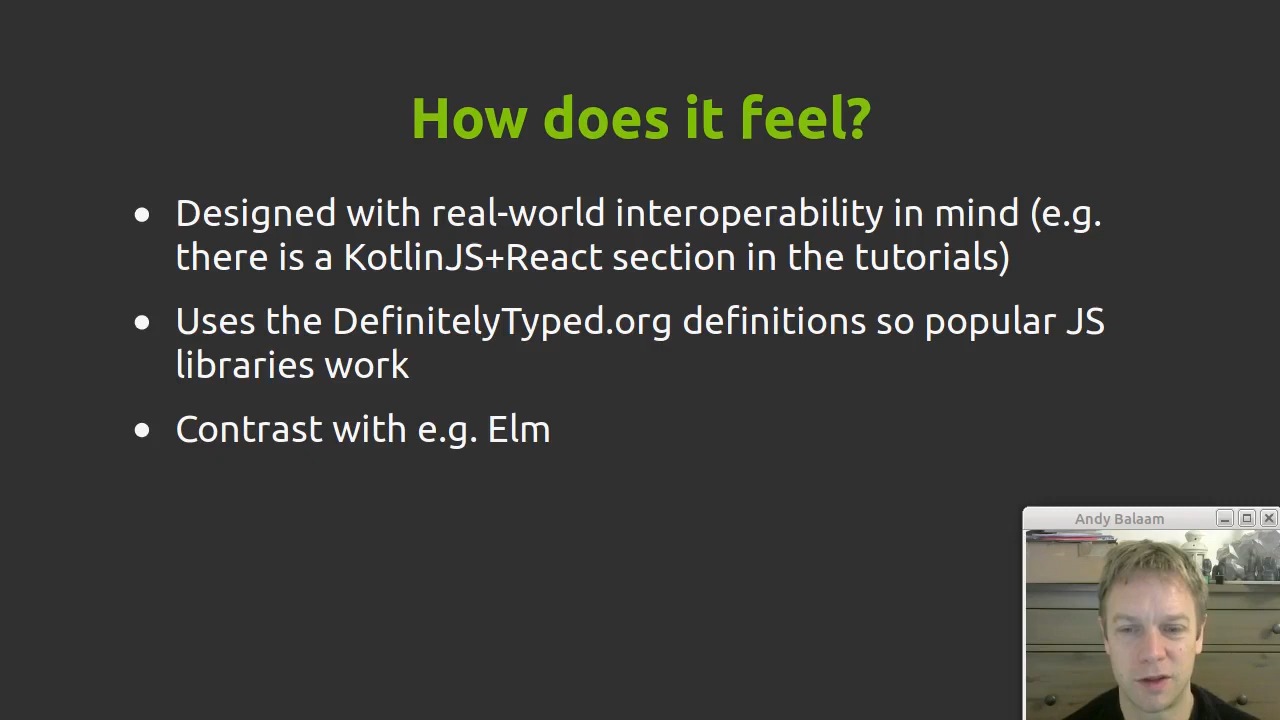 How does it feel?
● Designed with real-world interoperability in mind (e.g.
there is a KotlinJS+React section in the tutorials)
● Uses the DefinitelyTyped.org definitions so popular JS
libraries work
● Contrast with e.g. Elm
Andy Balaam